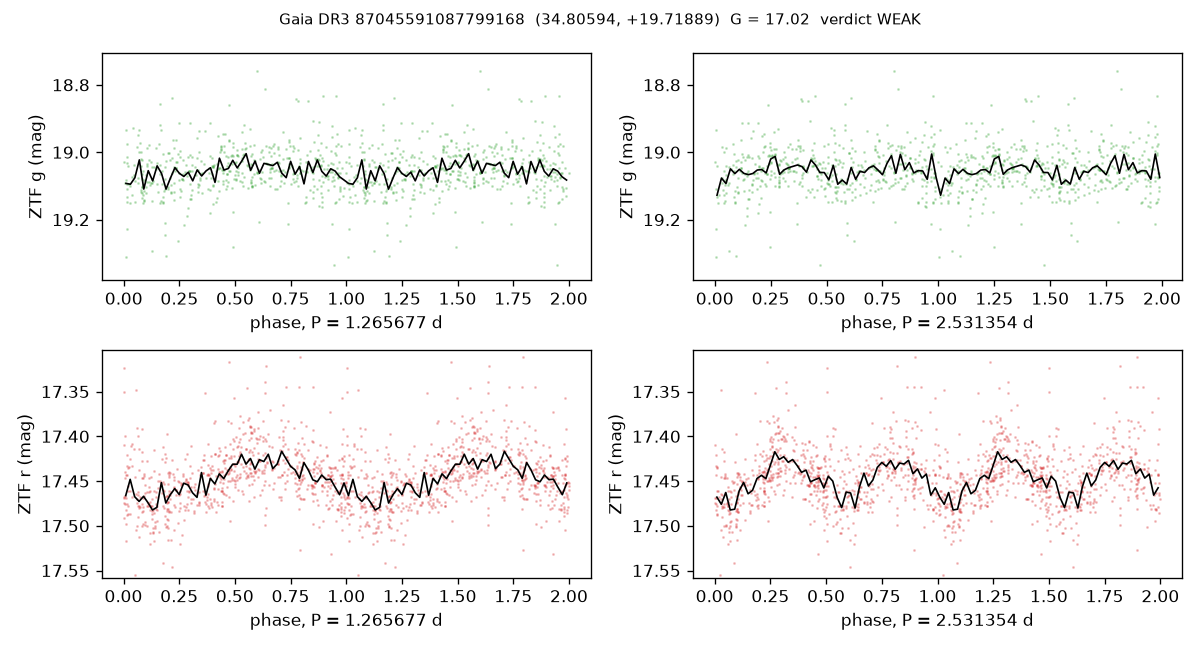 Gaia DR3 87045591087799168  (34.80594, +19.71889)  G = 17.02  verdict WEAK
ZTF g (mag)
18.8
19.0
19.2
0.00 0.25 0.50 0.75 1.00 1.25 1.50 1.75 2.00
phase, P = 1.265677 d
ZTF g (mag)
18.8
19.0
19.2
0.00 0.25 0.50 0.75 1.00 1.25 1.50 1.75 2.00
phase, P = 2.531354 d
ZTF r (mag)
17.35
17.40
17.45
17.50
17.55
0.00 0.25 0.50 0.75 1.00 1.25 1.50 1.75 2.00
phase, P = 1.265677 d
ZTF r (mag)
17.35
17.40
17.45
17.50
17.55
0.00 0.25 0.50 0.75 1.00 1.25 1.50 1.75 2.00
phase, P = 2.531354 d